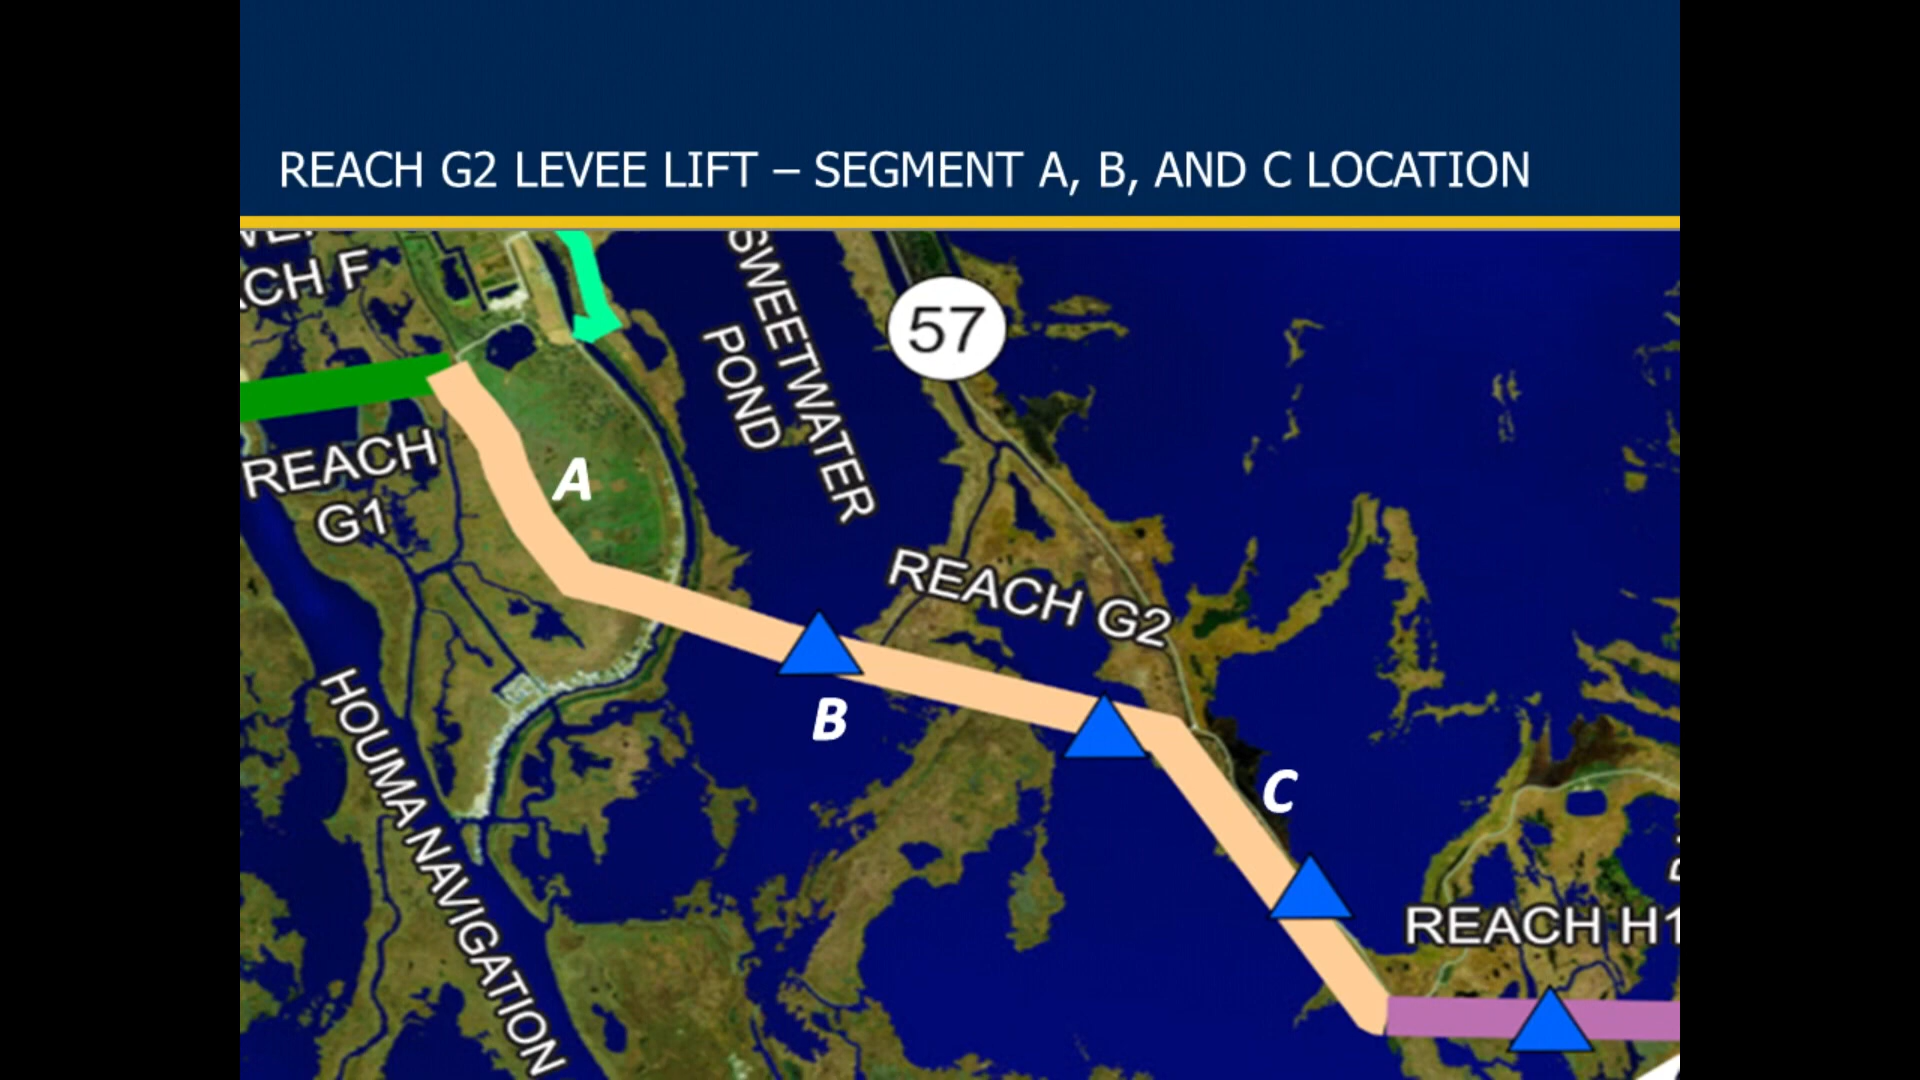 REACH G2 LEVEE LIFT – SEGMENT A, B, AND C LOCATION
CH F
SWEETWATER
POND
57
REACH
G1
A
REACH G2
B
HOUMA NAVIGATION
C
REACH H1